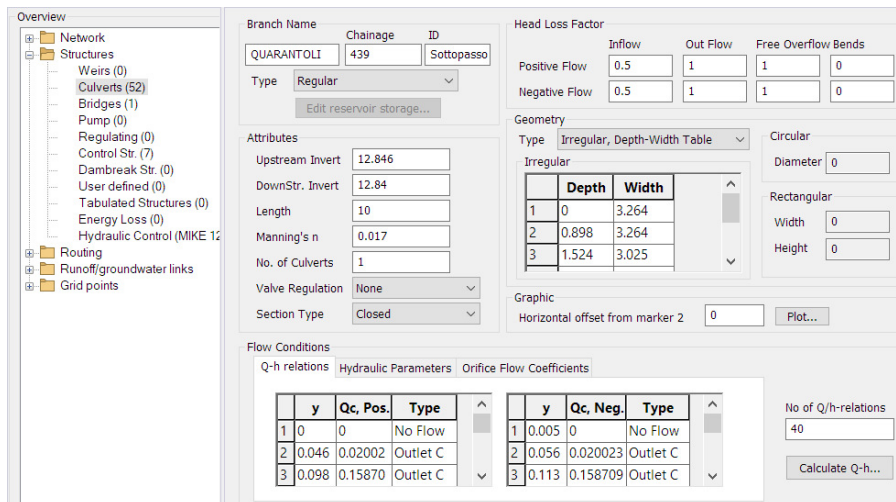 Overview
Network
Structures
Weirs (0)
Culverts (52)
Bridges (1)
Pump (0)
Regulating (0)
Control Str. (7)
Dambreak Str. (0)
User defined (0)
Tabulated Structures (0)
Energy Loss (0)
Hydraulic Control (MIKE 12
Routing
Runoff/groundwater links
Grid points
Branch Name
Chainage ID
QUARANTOLI 439 Sottopasso
Type Regular
Edit reservoir storage...
Attributes
Upstream Invert 12.846
DownStr. Invert 12.84
Length 10
Manning's n 0.017
No. of Culverts 1
Valve Regulation None
Section Type Closed
Head Loss Factor
Inflow Out Flow Free Overflow Bends
Positive Flow 0.5 1 1 0
Negative Flow 0.5 1 1 0
Geometry
Type Irregular, Depth-Width Table
Irregular
Depth Width
1 0 3.264
2 0.898 3.264
3 1.524 3.025
Circular
Diameter 0
Rectangular
Width 0
Height 0
Graphic
Horizontal offset from marker 2 0 Plot...
Flow Conditions
Q-h relations Hydraulic Parameters Orifice Flow Coefficients
y Qc, Pos. Type
1 0 0 No Flow
2 0.046 0.02002 Outlet C
3 0.098 0.15870 Outlet C
y Qc, Neg. Type
1 0.005 0 No Flow
2 0.056 0.020023 Outlet C
3 0.113 0.158709 Outlet C
No of Q/h-relations
40
Calculate Q-h...